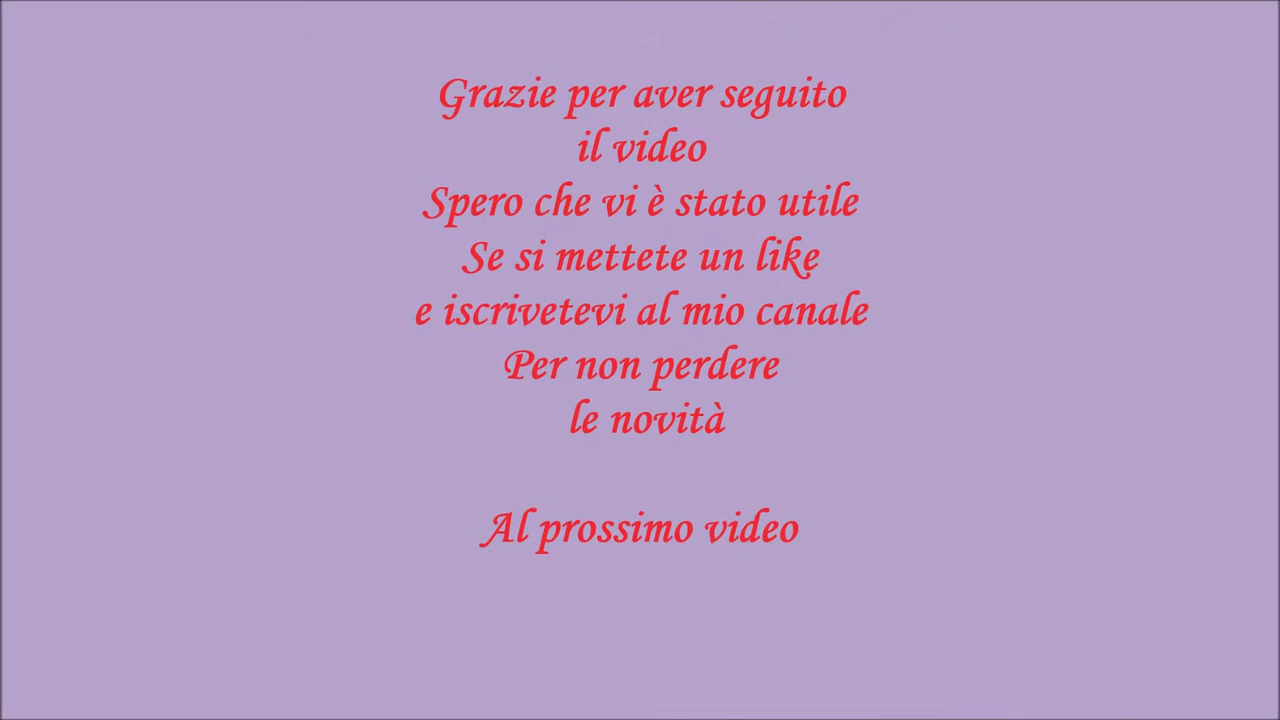 Grazie per aver seguito
il video
Spero che vi è stato utile
Se si mettete un like
e iscrivetevi al mio canale
Per non perdere
le novità
Al prossimo video